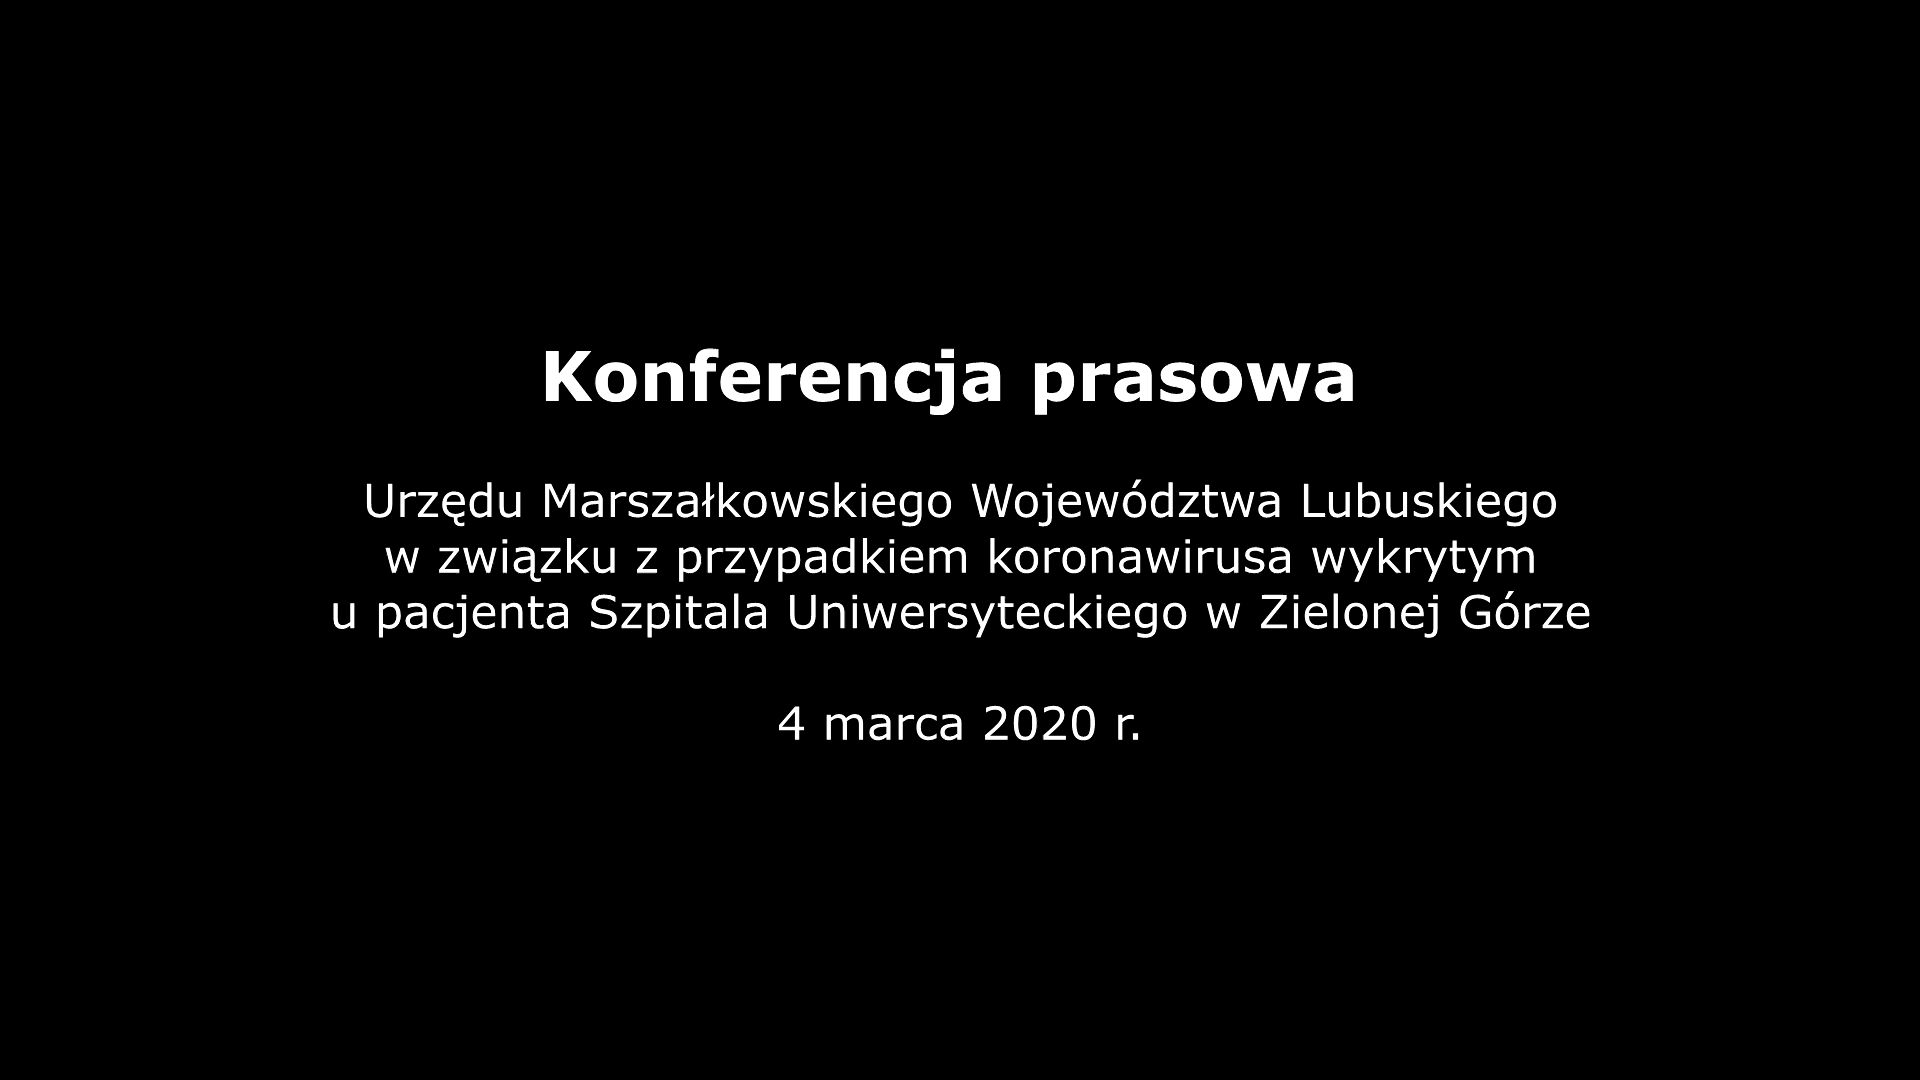 Konferencja prasowa
Urzędu Marszałkowskiego Województwa Lubuskiego
w związku z przypadkiem koronawirusa wykrytym
u pacjenta Szpitala Uniwersyteckiego w Zielonej Górze
4 marca 2020 r.